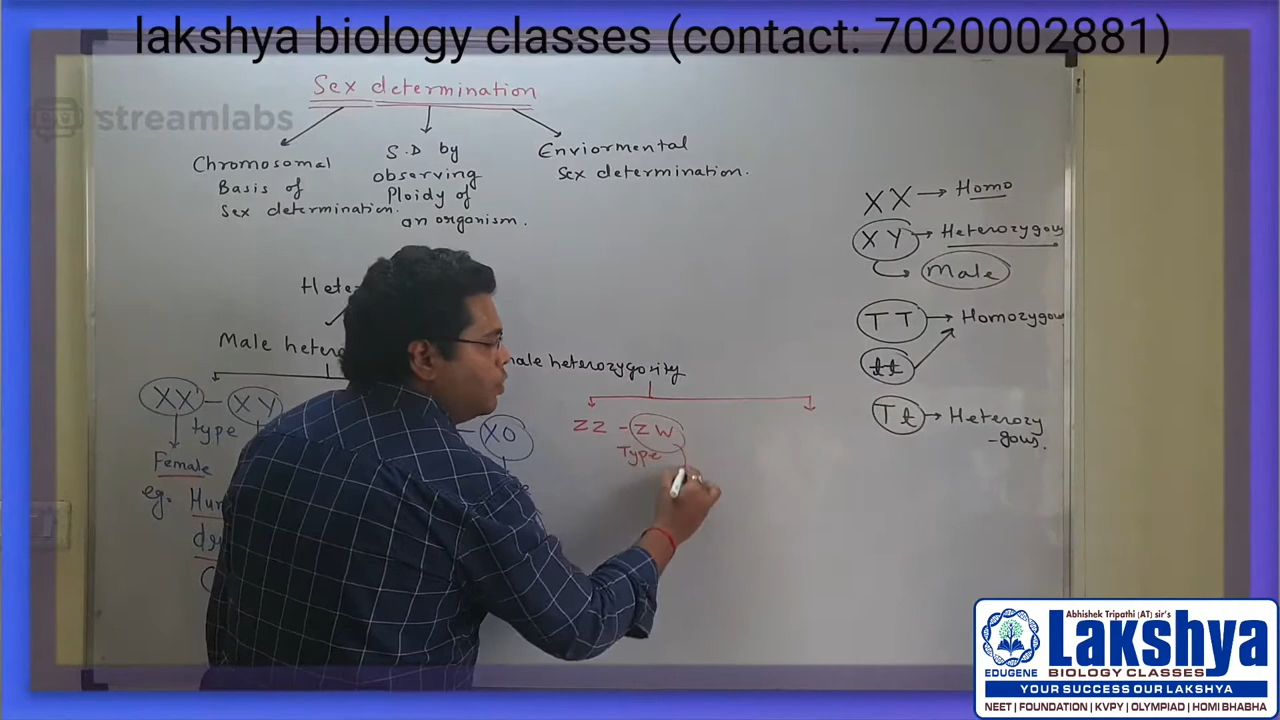 lakshya biology classes (contact: 7020002881)
streamlabs
Sex determination
Chromosomal
Basis of
Sex determination.
S.D by
observing
Ploidy of
an organism.
Enviormental
Sex determination.
Male
female heterozygority
XX - XY
type
Female
eg.
XO
ZZ - ZW
Type
XX → Homo
XY → Heterozygous
Male
TT → Homozygous
tt
Tt → Heterozy
-gous.
Abhishek Tripathi (AT) sir's
Lakshya
EDUGENE
BIOLOGY CLASSES
YOUR SUCCESS OUR LAKSHYA
NEET | FOUNDATION | KVPY | OLYMPIAD | HOMI BHABHA